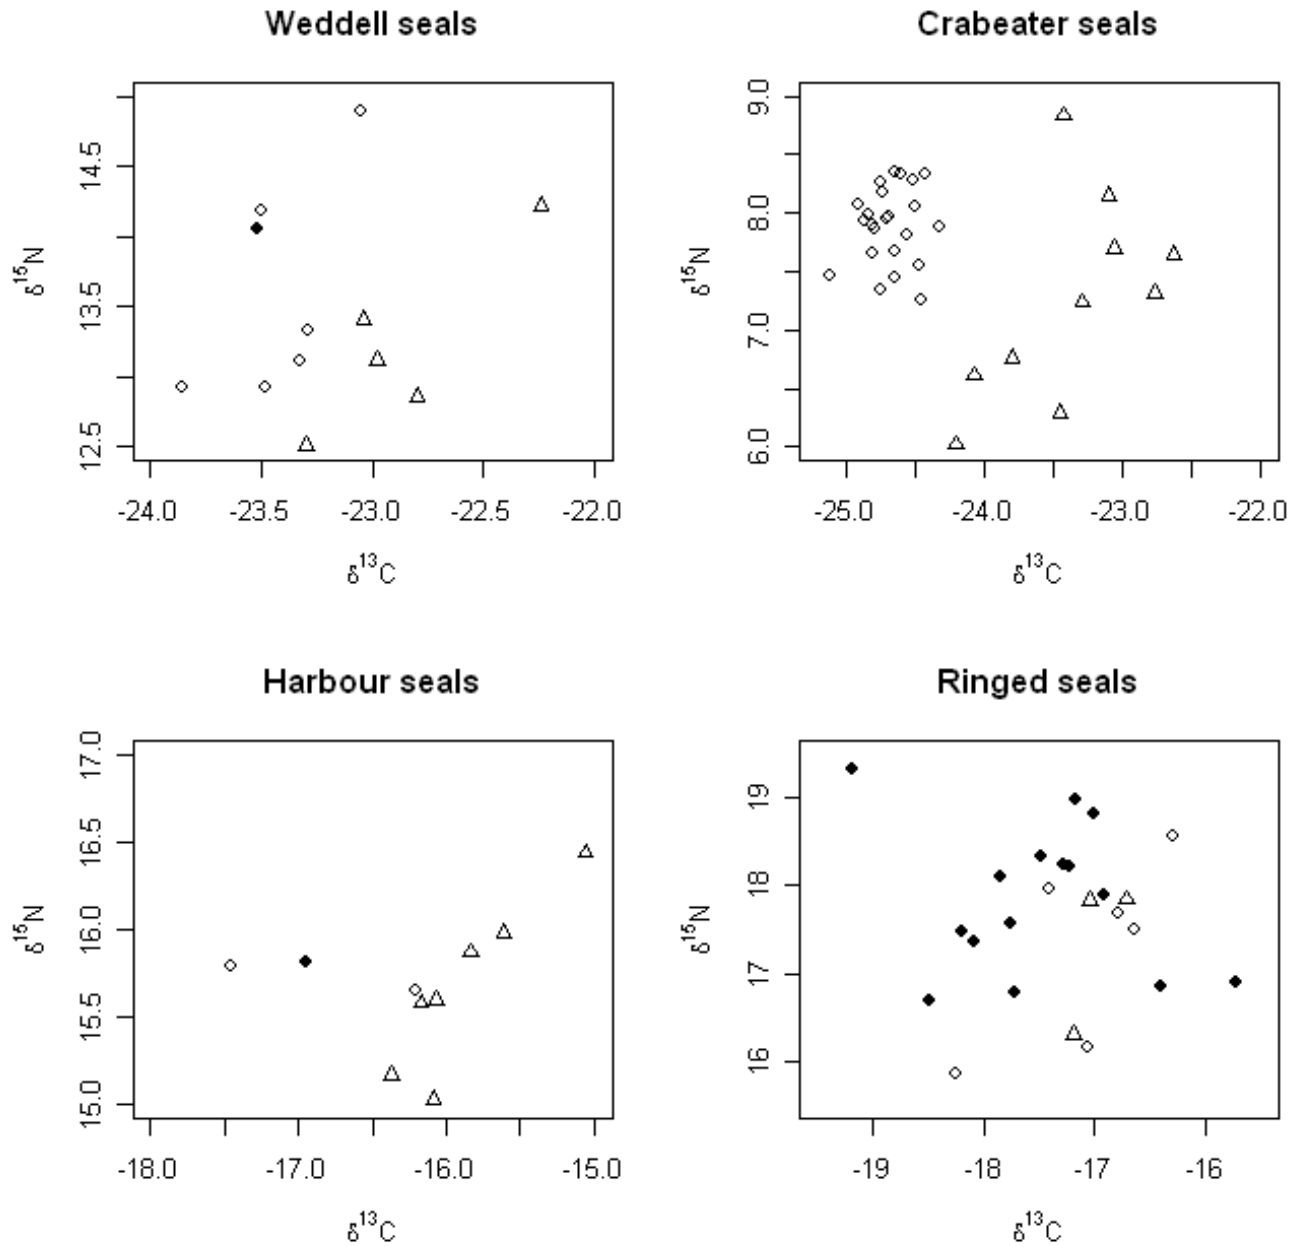 Weddell seals
Crabeater seals
14.5
13.5
12.5
δ15N
-24.0 -23.5 -23.0 -22.5 -22.0
δ13C
9.0
8.0
7.0
6.0
δ15N
-25.0 -24.0 -23.0 -22.0
δ13C
Harbour seals
Ringed seals
17.0
16.5
16.0
15.5
15.0
δ15N
-18.0 -17.0 -16.0 -15.0
δ13C
19
18
17
16
δ15N
-19 -18 -17 -16
δ13C